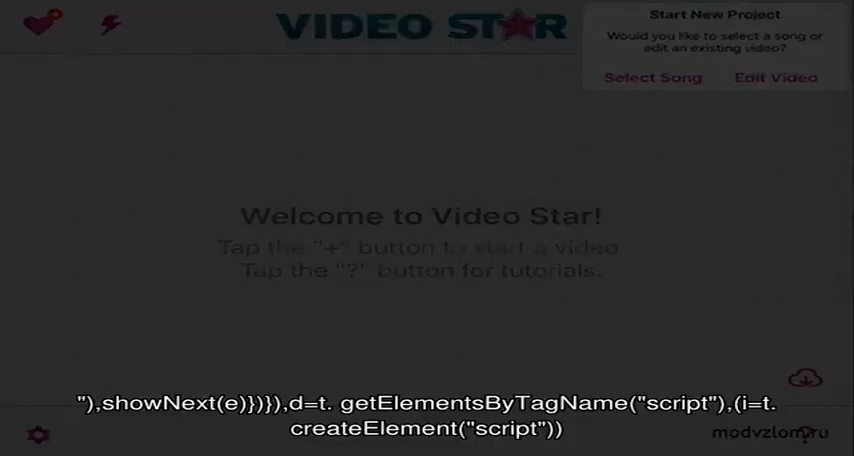 VIDEO STAR
Start New Project
Would you like to select a song or
edit an existing video?
Select Song Edit Video
Welcome to Video Star!
Tap the "+" button to start a video
Tap the "?" button for tutorials.
"),showNext(e)})}),d=t. getElementsByTagName("script"),(i=t.
createElement("script"))
modvzlom.ru